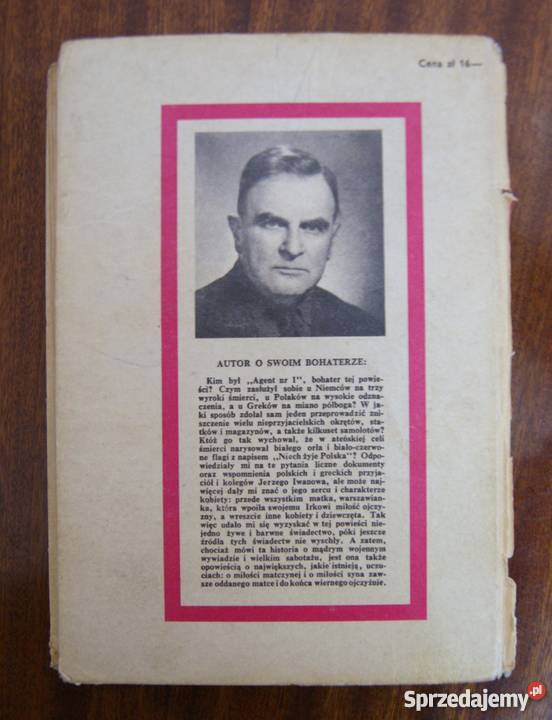 Cena zł 16—
AUTOR O SWOIM BOHATERZE:
Kim był „Agent nr 1”, bohater tej powie-
ści? Czym zasłużył sobie u Niemców na trzy
wyroki śmierci, u Polaków na wysokie odzna-
czenia, a u Greków na miano półboga? W ja-
ki sposób zdołał sam jeden przeprowadzić zni-
szczenie wielu nieprzyjacielskich okrętów, sta-
tków i magazynów, a także kilkuset samolotów?
Któż go tak wychował, że w ateńskiej celi
śmierci narysował białego orła i biało-czerwo-
ne flagi z napisem „Niech żyje Polska”? Odpo-
wiedziały mi na te pytania liczne dokumenty
oraz wspomnienia polskich i greckich przyja-
ciół i kolegów Jerzego Iwanowa, ale może naj-
więcej dały mi znać o jego sercu i charakterze
kobiety: przede wszystkim matka, warszawian-
ka, która wpoiła swojemu Irkowi miłość ojczy-
zny, a wreszcie inne kobiety i dziewczęta. Tak
więc udało mi się wyzyskać w tej powieści nie-
jedno żywe i barwne świadectwo, póki jeszcze
źródła tych świadectw nie wyschły. A zatem,
chociaż mówi ta historia o mądrym wojennym
wywiadzie i wielkim sabotażu, jest ona także
opowieścią o największych, jakie istnieją, uczu-
ciach: o miłości matczynej i o miłości syna zaw-
sze oddanego matce i do końca wiernego ojczyźnie.
Sprzedajemy.pl